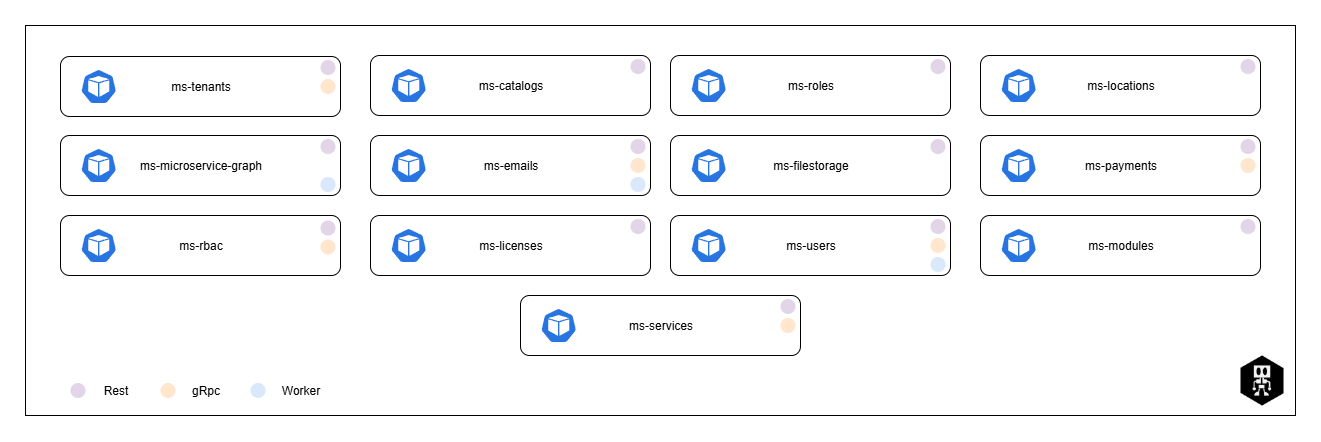 ms-tenants
ms-catalogs
ms-roles
ms-locations
ms-microservice-graph
ms-emails
ms-filestorage
ms-payments
ms-rbac
ms-licenses
ms-users
ms-modules
ms-services
Rest
gRpc
Worker